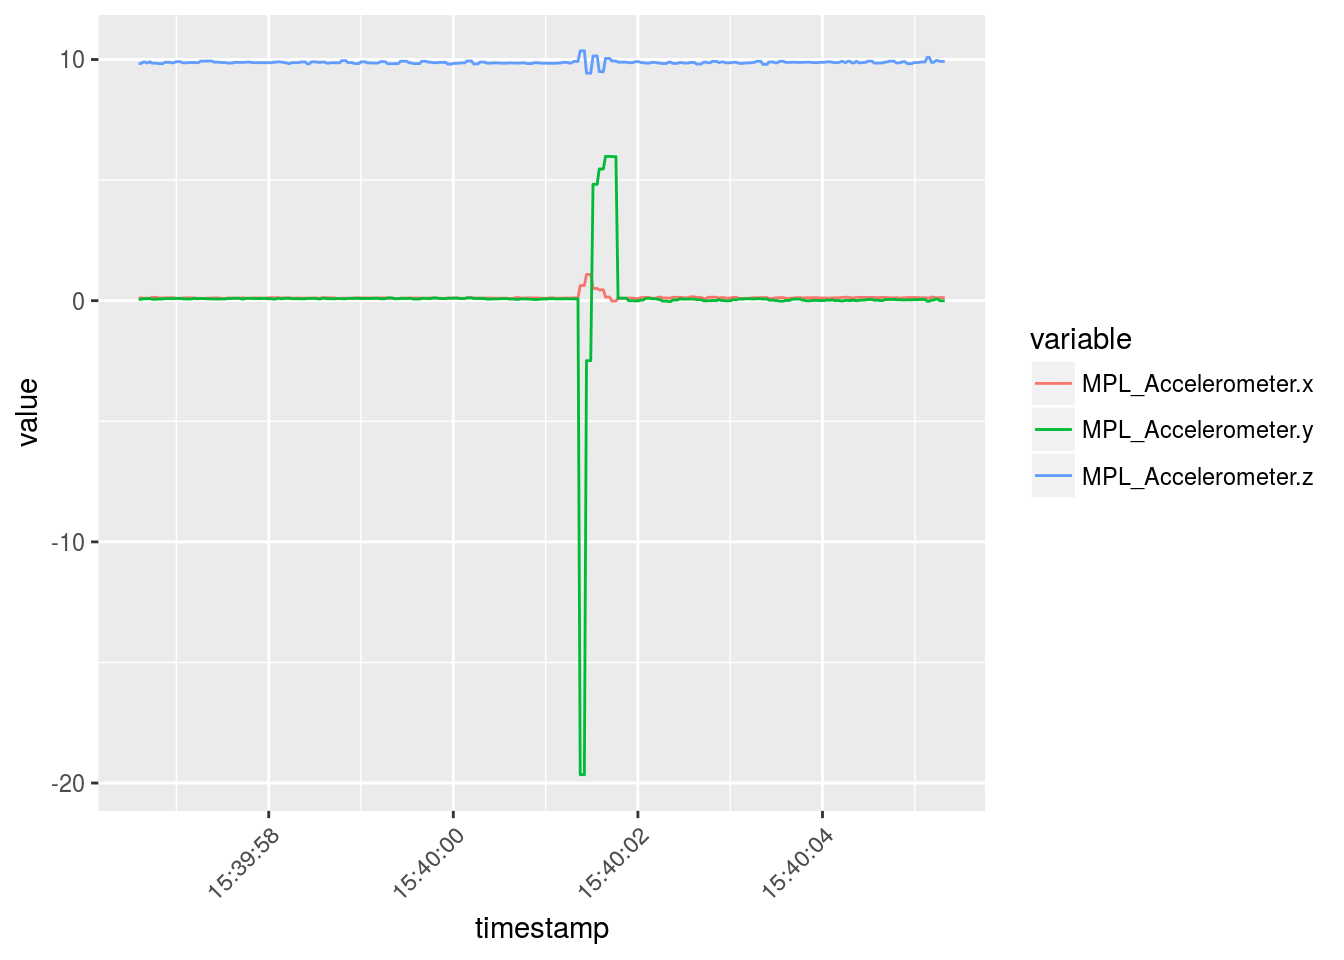 10
0
-10
-20
value
15:39:58
15:40:00
15:40:02
15:40:04
timestamp
variable
MPL_Accelerometer.x
MPL_Accelerometer.y
MPL_Accelerometer.z